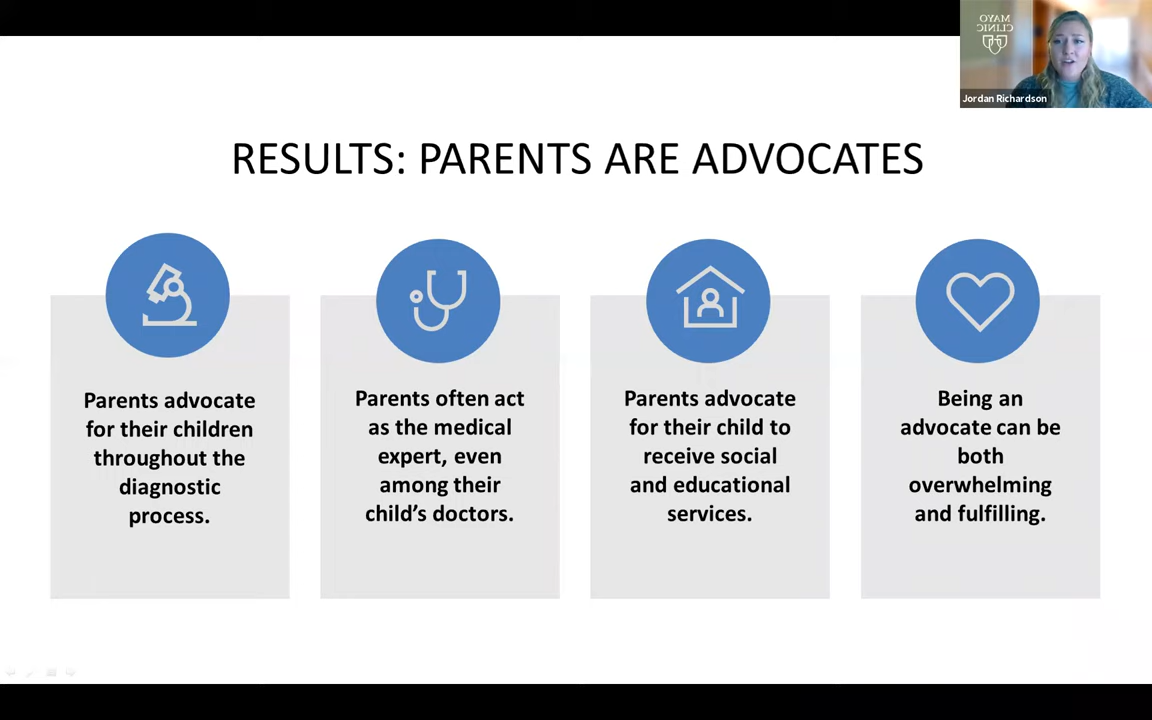 MAYO
CLINIC
Jordan Richardson
RESULTS: PARENTS ARE ADVOCATES
Parents advocate
for their children
throughout the
diagnostic
process.
Parents often act
as the medical
expert, even
among their
child’s doctors.
Parents advocate
for their child to
receive social
and educational
services.
Being an
advocate can be
both
overwhelming
and fulfilling.